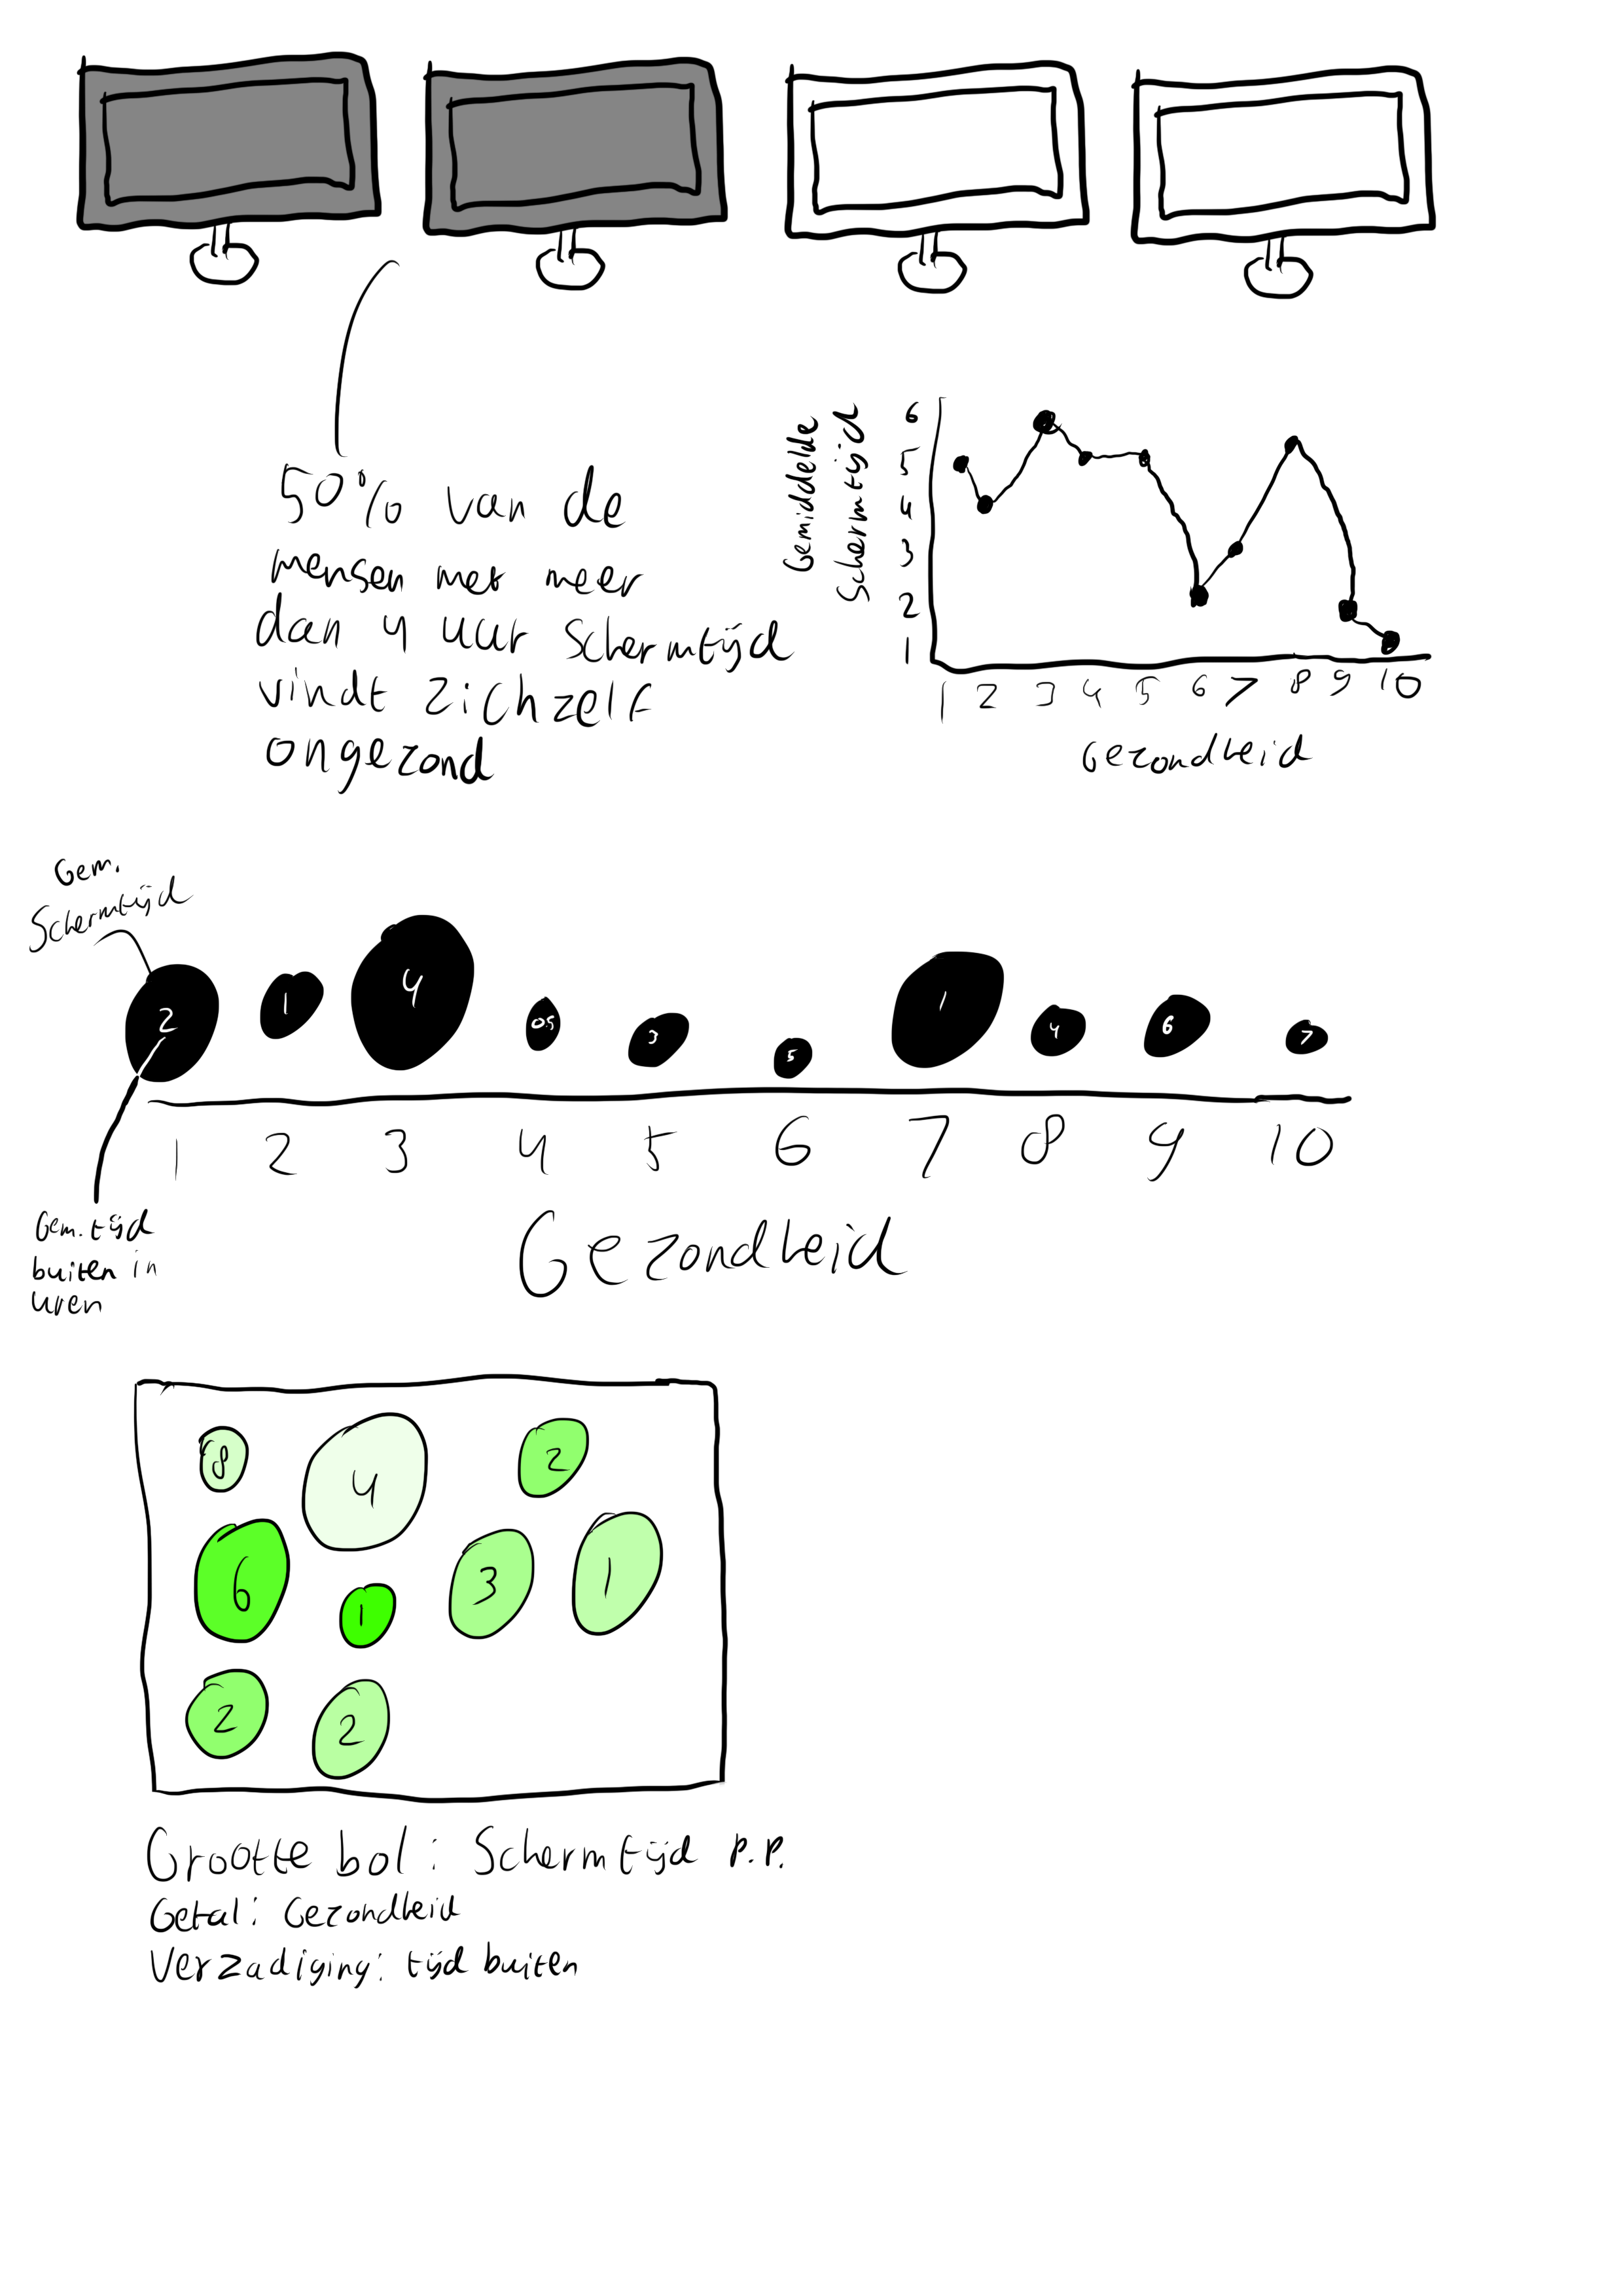 50% van de
mensen met meer
dan 4 uur schermtijd
vindt zichzelf
ongezond
Gemiddelde
Schermtijd
6
5
4
3
2
1
1 2 3 4 5 6 7 8 9 10
Gezondheid
Gem.
Schermtijd
2 1 4 0.5 3 5 1 4 6 7
1 2 3 4 5 6 7 8 9 10
Gem. tijd
buiten in
uren
Gezondheid
8 4 2
6 1 3 1
2 2
Grootte bol: Schermtijd p.p.
Getal: Gezondheid
Verzadiging: tijd buiten